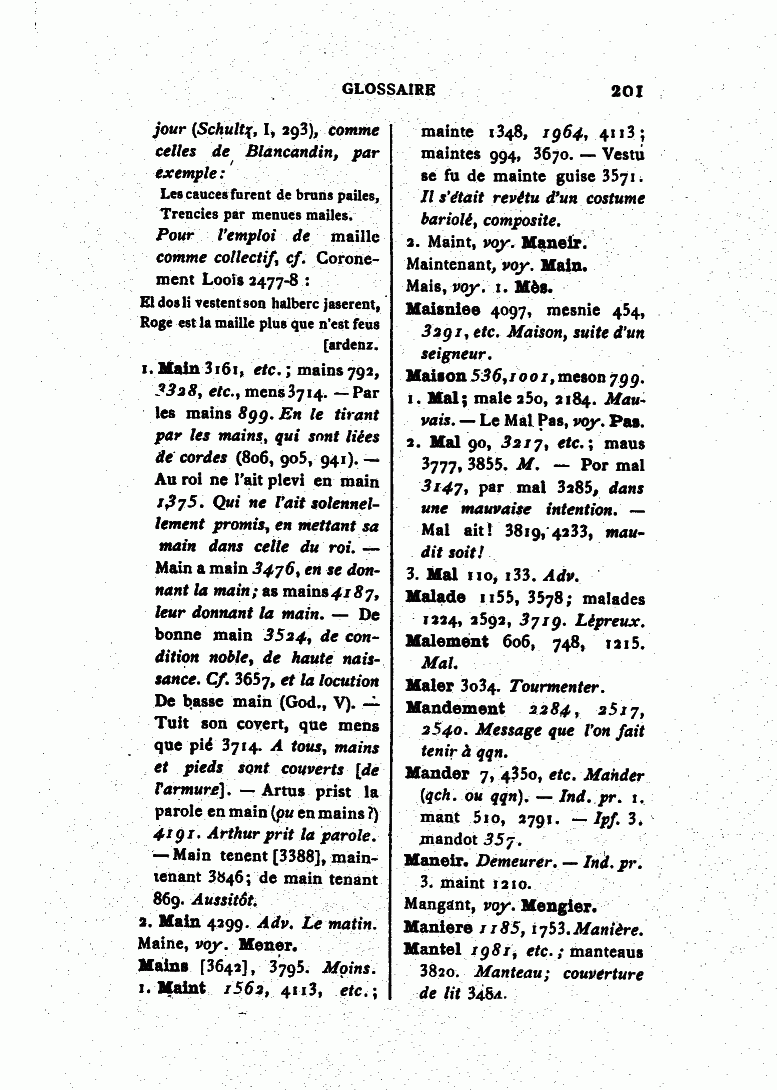 GLOSSAIRE 201
jour (Schultz, I, 293), comme
celles de Blancandin, par
exemple :
Les cauces furent de bruns pailes,
Trencies par menues mailes.
Pour l'emploi de maille
comme collectif, cf. Corone-
ment Loois 2477-8 :
El dos li vestent son halberc jaserent,
Roge est la maille plus que n'est feus
[ardenz.
1. Main 3161, etc. ; mains 792,
3328, etc., mens 3714. — Par
les mains 899. En le tirant
par les mains, qui sont liées
de cordes (806, 905, 941). —
Au roi ne l'ait plevi en main
1375. Qui ne l'ait solennel-
lement promis, en mettant sa
main dans celle du roi. —
Main a main 3476, en se don-
nant la main ; as mains 4187,
leur donnant la main. — De
bonne main 3524, de con-
dition noble, de haute nais-
sance. Cf. 3657, et la locution
De basse main (God., V). —
Tuit son covert, que mens
que pié 3714. A tous, mains
et pieds sont couverts [de
l'armure]. — Artus prist la
parole en main (ou en mains ?)
4191. Arthur prit la parole.
— Main tenent [3388], main-
tenant 3846 ; de main tenant
869. Aussitôt.
2. Main 4299. Adv. Le matin.
Maine, voy. Mener.
Mains [3642], 3795. Moins.
1. Maint 1562, 4113, etc. ;
mainte 1348, 1964, 4113 ;
maintes 994, 3670. — Vestu
se fu de mainte guise 3571.
Il s'était revêtu d'un costume
bariolé, composite.
2. Maint, voy. Maneir.
Maintenant, voy. Main.
Mais, voy. 1. Mès.
Maisniee 4097, mesnie 454,
3291, etc. Maison, suite d'un
seigneur.
Maison 536, 1001, meson 799.
1. Mal ; male 250, 2184. Mau-
vais. — Le Mal Pas, voy. Pas.
2. Mal 90, 3217, etc. ; maus
3777, 3855. M. — Por mal
3147, par mal 3285, dans
une mauvaise intention. —
Mal ait ! 3819, 4233, mau-
dit soit !
3. Mal 110, 133. Adv.
Malade 1155, 3578 ; malades
1224, 2592, 3719. Lépreux.
Malement 606, 748, 1215.
Mal.
Maler 3034. Tourmenter.
Mandement 2284, 2517,
2540. Message que l'on fait
tenir à qqn.
Mander 7, 4350, etc. Mander
(qch. ou qqn). — Ind. pr. 1.
mant 510, 2791. — Ipf. 3.
mandot 357.
Maneir. Demeurer. — Ind. pr.
3. maint 1210.
Mangant, voy. Mengier.
Maniere 1185, 1753. Manière.
Mantel 1981, etc. ; manteaus
3820. Manteau ; couverture
de lit 3484.